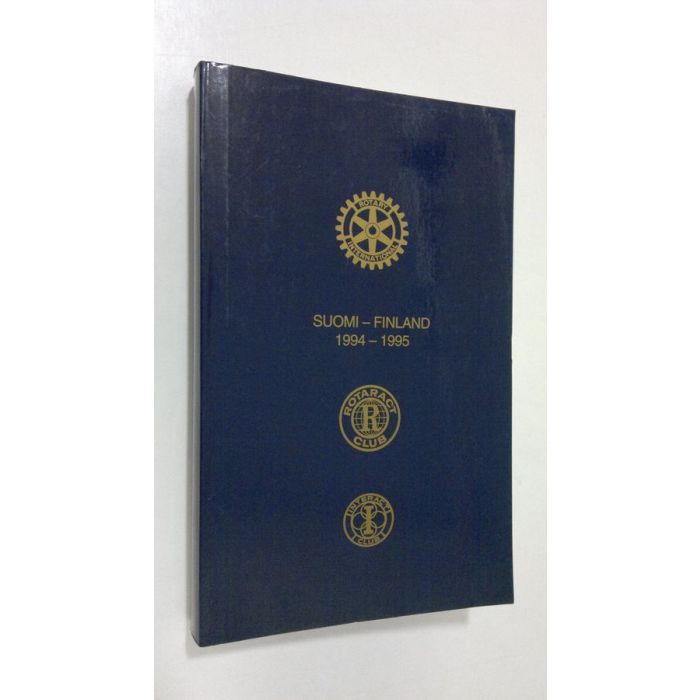 ROTARY
INTERNATIONAL
SUOMI – FINLAND
1994 – 1995
ROTARACT
R
CLUB
INTERACT
I
CLUB